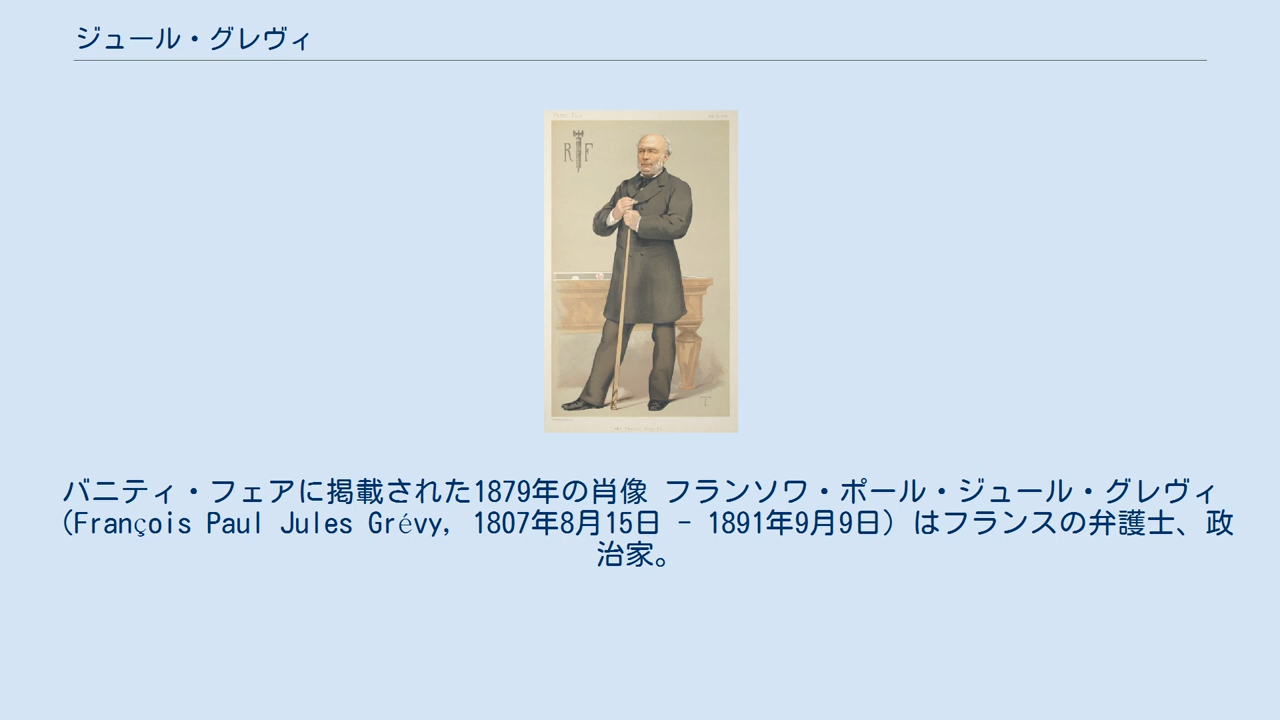 ジュール・グレヴィ
R F
バニティ・フェアに掲載された1879年の肖像 フランソワ・ポール・ジュール・グレヴィ
(François Paul Jules Grévy, 1807年8月15日 - 1891年9月9日) はフランスの弁護士、政
治家。